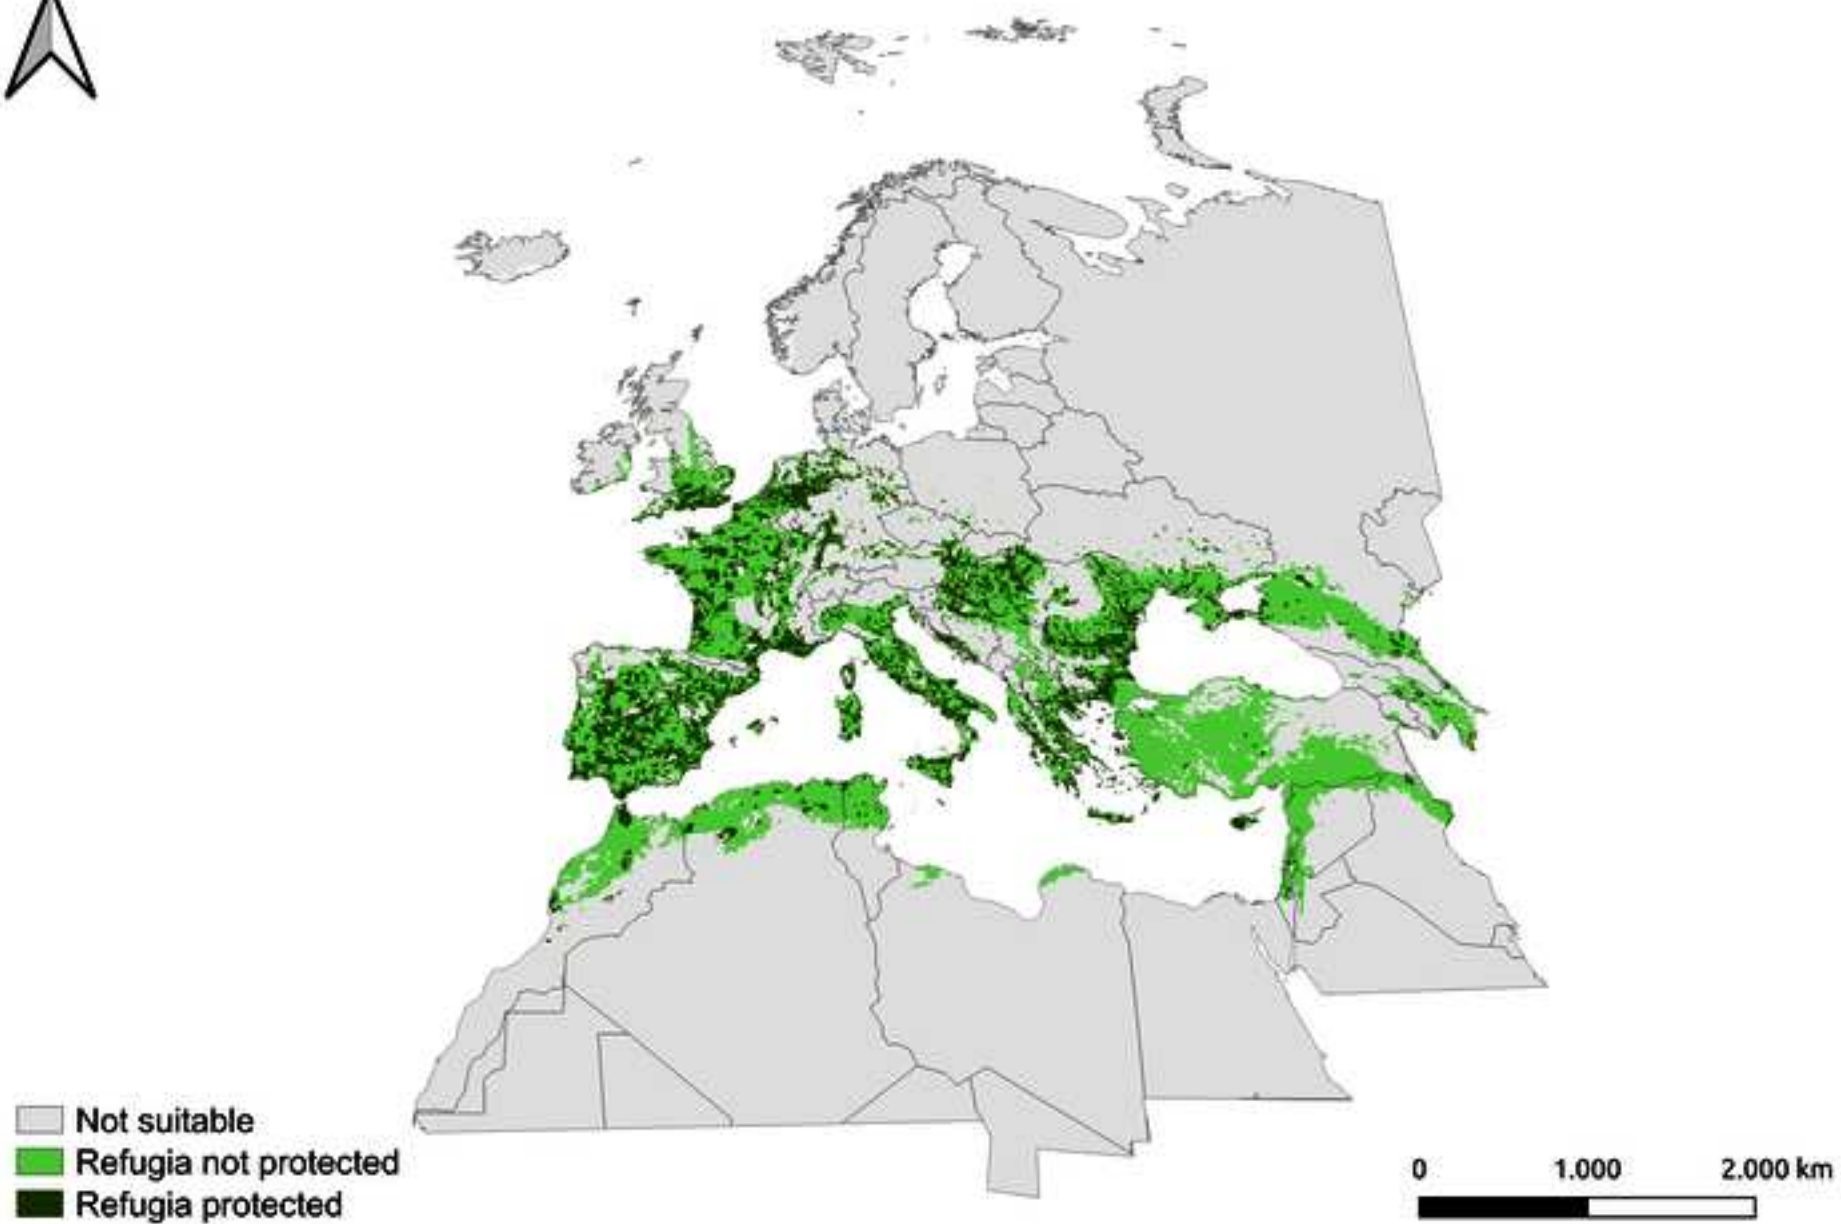 Not suitable
Refugia not protected
Refugia protected
0 1.000 2.000 km